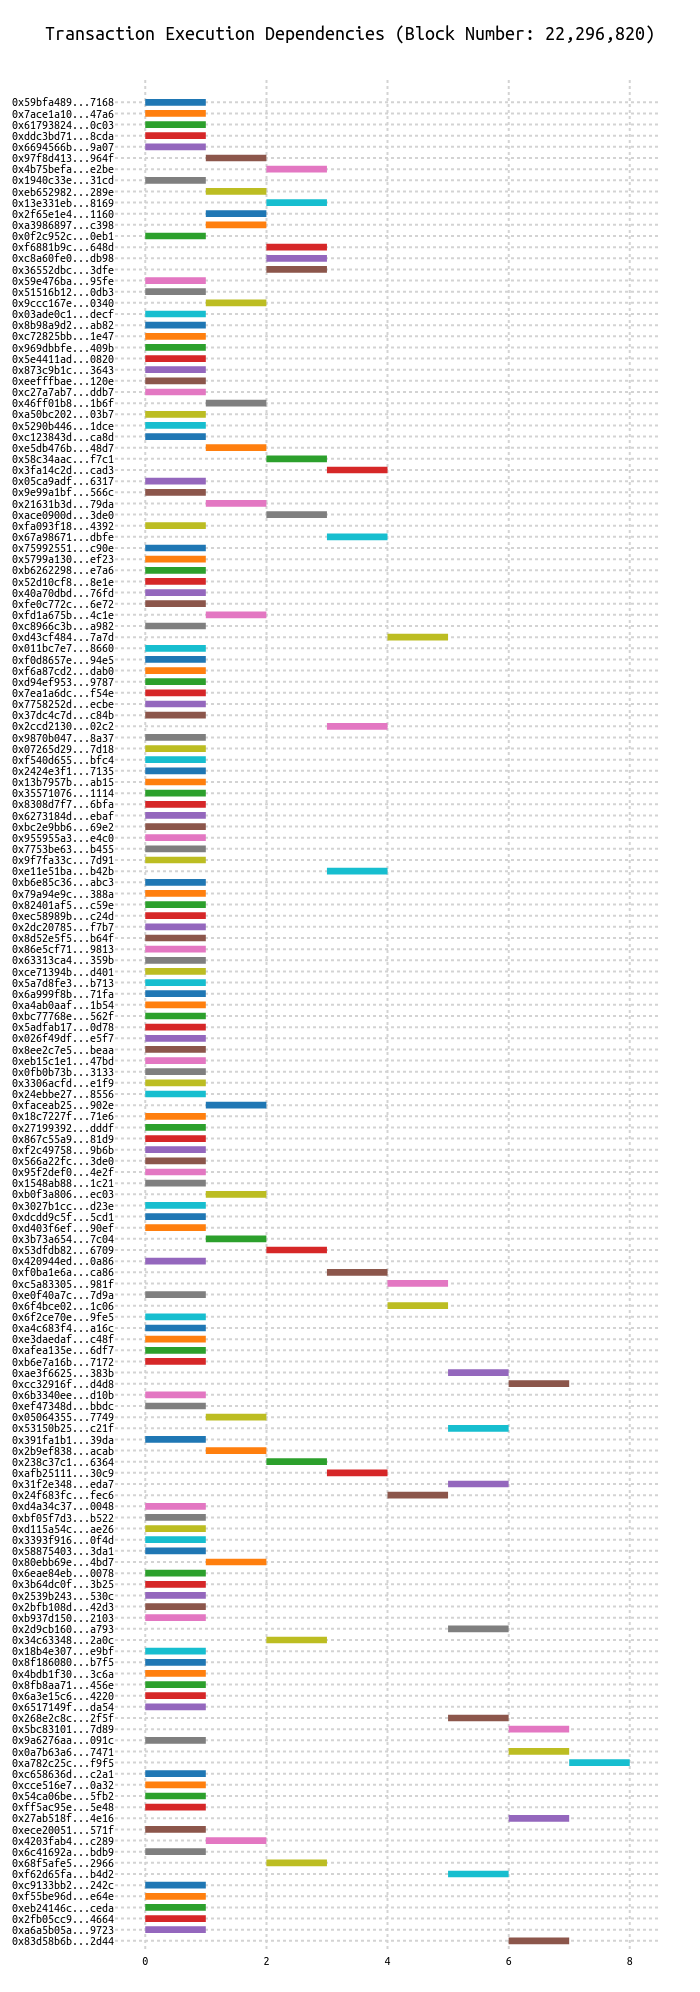 Transaction Execution Dependencies (Block Number: 22,296,820)
0x59bfa489...7168
0x7ace1a10...47a6
0x61793824...0c03
0xddc3bd71...8cda
0x6694566b...9a07
0x97f8d413...964f
0x4b75befa...e2be
0x1940c33e...31cd
0xeb652982...289e
0x13e331eb...8169
0x2f65e1e4...1160
0xa3986897...c398
0x0f2c952c...0eb1
0xf6881b9c...648d
0xc8a60fe0...db98
0x36552dbc...3dfe
0x59e476ba...95fe
0x51516b12...0db3
0x9ccc167e...0340
0x03ade0c1...decf
0x8b98a9d2...ab82
0xc72825bb...1e47
0x969dbbfe...409b
0x5e4411ad...0820
0x873c9b1c...3643
0xeefffbae...120e
0xc27a7ab7...ddb7
0x46ff01b8...1b6f
0xa50bc202...03b7
0x5290b446...1dce
0xc123843d...ca8d
0xe5db476b...48d7
0x58c34aac...f7c1
0x3fa14c2d...cad3
0x05ca9adf...6317
0x9e99a1bf...566c
0x21631b3d...79da
0xace0900d...3de0
0xfa093f18...4392
0x67a98671...dbfe
0x75992551...c90e
0x5799a130...ef23
0xb6262298...e7a6
0x52d10cf8...8e1e
0x40a70dbd...76fd
0xfe0c772c...6e72
0xfd1a675b...4c1e
0xc8966c3b...a982
0xd43cf484...7a7d
0x011bc7e7...8660
0xf0d8657e...94e5
0xf6a87cd2...dab0
0xd94ef953...9787
0x7ea1a6dc...f54e
0x7758252d...ecbe
0x37dc4c7d...c84b
0x2ccd2130...02c2
0x9870b047...8a37
0x07265d29...7d18
0xf540d655...bfc4
0x2424e3f1...7135
0x13b7957b...ab15
0x35571076...1114
0x8308d7f7...6bfa
0x6273184d...ebaf
0xbc2e9bb6...69e2
0x955955a3...e4c0
0x7753be63...b455
0x9f7fa33c...7d91
0xe11e51ba...b42b
0xb6e85c36...abc3
0x79a94e9c...388a
0x82401af5...c59e
0xec58989b...c24d
0x2dc20785...f7b7
0x8d52e5f5...b64f
0x86e5cf71...9813
0x63313ca4...359b
0xce71394b...d401
0x5a7d8fe3...b713
0x6a999f8b...71fa
0xa4ab0aaf...1b54
0xbc77768e...562f
0x5adfab17...0d78
0x026f49df...e5f7
0x8ee2c7e5...beaa
0xeb15c1e1...47bd
0x0fb0b73b...3133
0x3306acfd...e1f9
0x24ebbe27...8556
0xfaceab25...902e
0x18c7227f...71e6
0x27199392...dddf
0x867c55a9...81d9
0xf2c49758...9b6b
0x566a22fc...3de0
0x95f2def0...4e2f
0x1548ab88...1c21
0xb0f3a806...ec03
0x3027b1cc...d23e
0xdcdd9c5f...5cd1
0xd403f6ef...90ef
0x3b73a654...7c04
0x53dfdb82...6709
0x420944ed...0a86
0xf0ba1e6a...ca86
0xc5a83305...981f
0xe0f40a7c...7d9a
0x6f4bce02...1c06
0x6f2ce70e...9fe5
0xa4c683f4...a16c
0xe3daedaf...c48f
0xafea135e...6df7
0xb6e7a16b...7172
0xae3f6625...383b
0xcc32916f...d4d8
0x6b3340ee...d10b
0xef47348d...bbdc
0x05064355...7749
0x53150b25...c21f
0x391fa1b1...39da
0x2b9ef838...acab
0x238c37c1...6364
0xafb25111...30c9
0x31f2e348...eda7
0x24f683fc...fec6
0xd4a34c37...0048
0xbf05f7d3...b522
0xd115a54c...ae26
0x3393f916...0f4d
0x58875403...3da1
0x80ebb69e...4bd7
0x6eae84eb...0078
0x3b64dc0f...3b25
0x2539b243...530c
0x2bfb108d...42d3
0xb937d150...2103
0x2d9cb160...a793
0x34c63348...2a0c
0x18b4e307...e9bf
0x8f186080...b7f5
0x4bdb1f30...3c6a
0x8fb8aa71...456e
0x6a3e15c6...4220
0x6517149f...da54
0x268e2c8c...2f5f
0x5bc83101...7d89
0x9a6276aa...091c
0x0a7b63a6...7471
0xa782c25c...f9f5
0xc658636d...c2a1
0xcce516e7...0a32
0x54ca06be...5fb2
0xff5ac95e...5e48
0x27ab518f...4e16
0xece20051...571f
0x4203fab4...c289
0x6c41692a...bdb9
0x68f5afe5...2966
0xf62d65fa...b4d2
0xc9133bb2...242c
0xf55be96d...e64e
0xeb24146c...ceda
0x2fb05cc9...4664
0xa6a5b05a...9723
0x83d58b6b...2d44
0 2 4 6 8